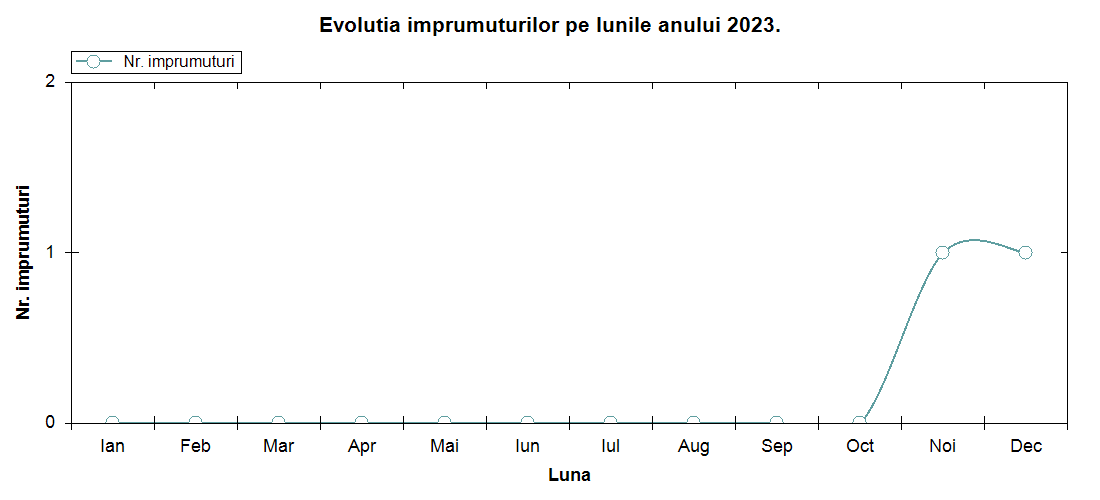 Evolutia imprumuturilor pe lunile anului 2023.
Nr. imprumuturi
2
1
0
Nr. imprumuturi
Ian Feb Mar Apr Mai Iun Iul Aug Sep Oct Noi Dec
Luna